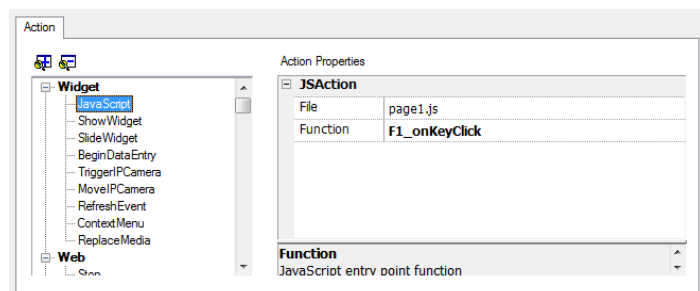 Action
Action Properties
Widget
JavaScript
ShowWidget
SlideWidget
BeginDataEntry
TriggerIPCamera
MoveIPCamera
RefreshEvent
ContextMenu
ReplaceMedia
Web
Stop
JSAction
File page1.js
Function F1_onKeyClick
Function
JavaScript entry point function